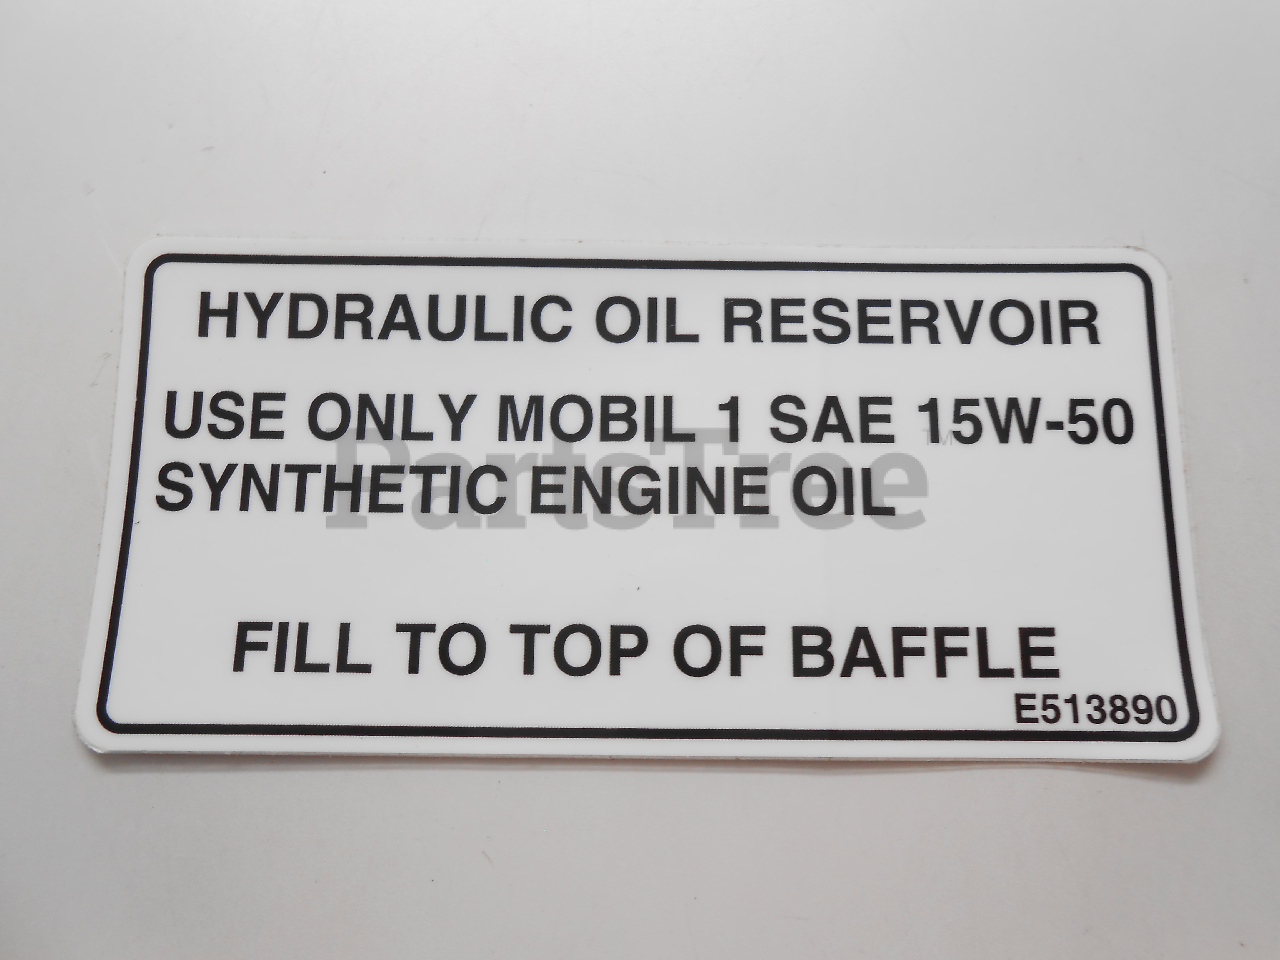 HYDRAULIC OIL RESERVOIR
USE ONLY MOBIL 1 SAE 15W-50
SYNTHETIC ENGINE OIL
PartsTree™
FILL TO TOP OF BAFFLE
E513890